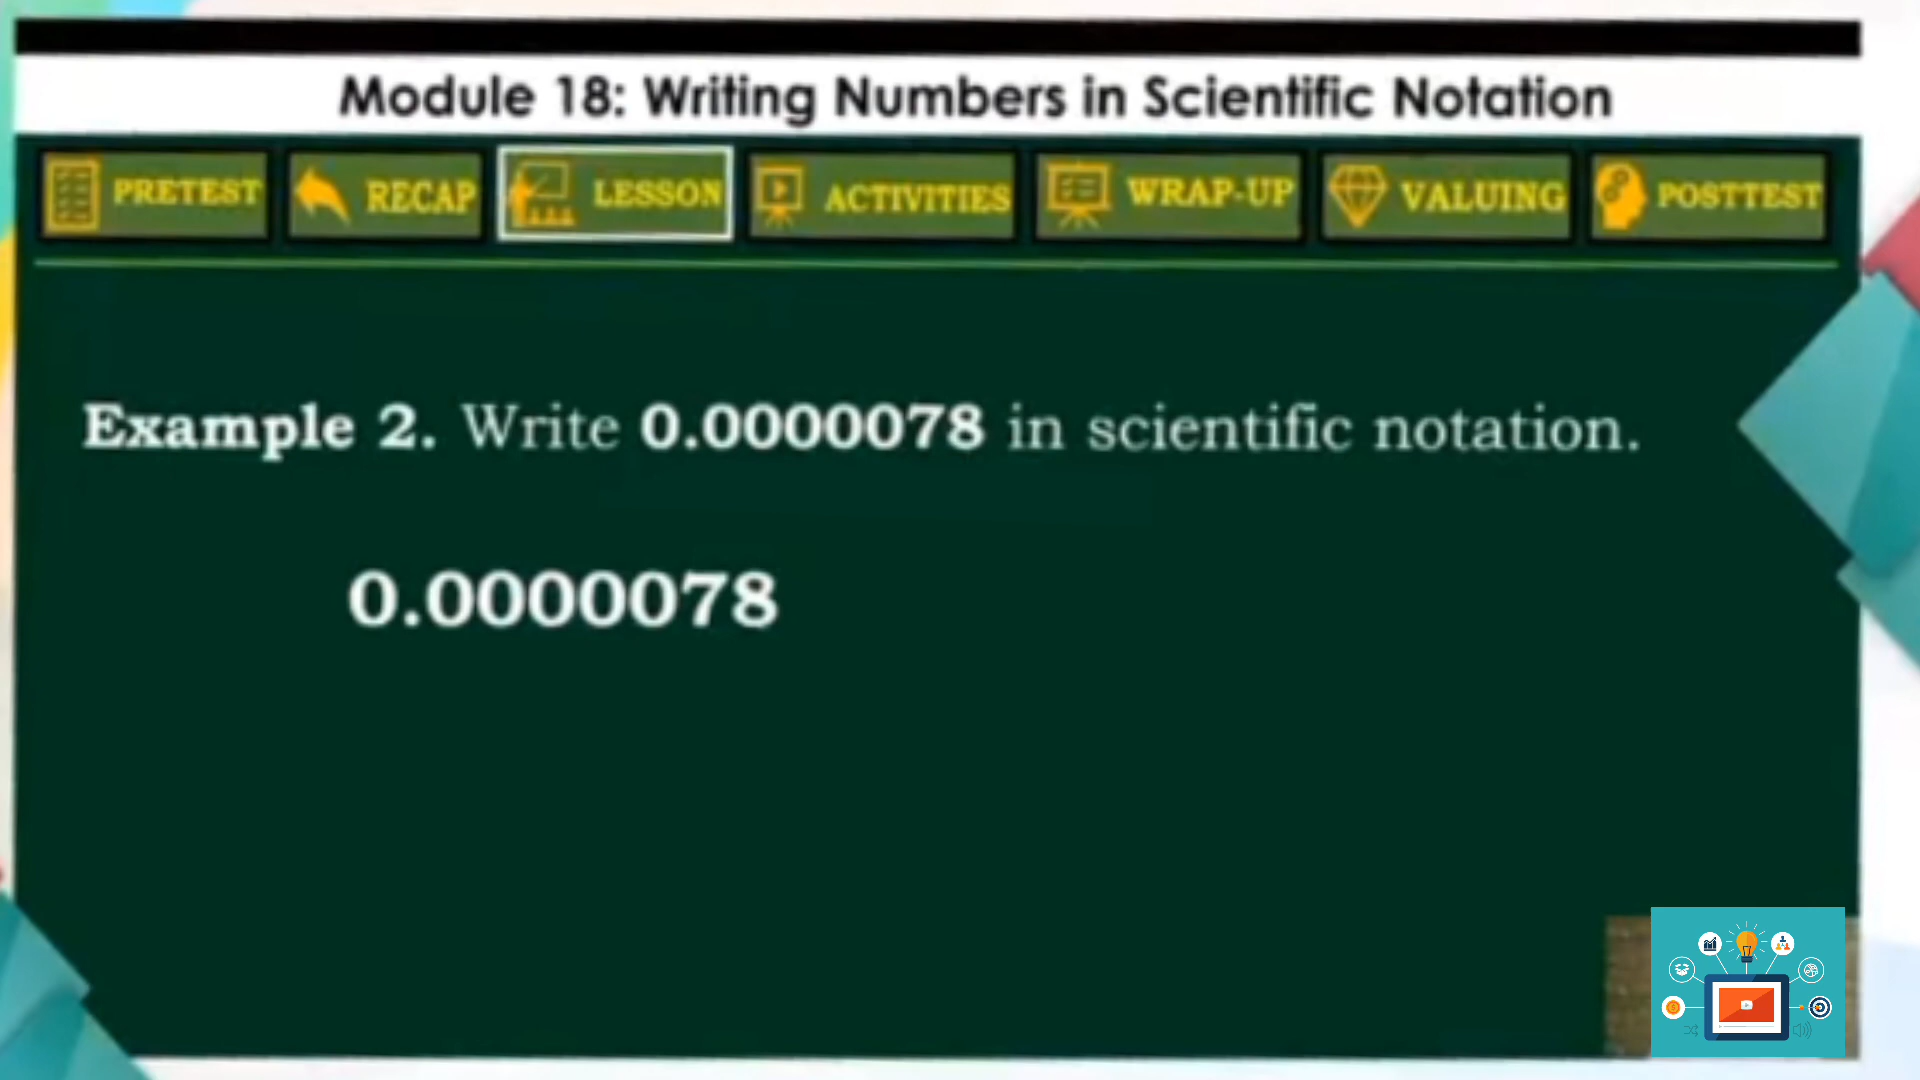 Module 18: Writing Numbers in Scientific Notation
PRETEST RECAP LESSON ACTIVITIES WRAP-UP VALUING POSTTEST
Example 2. Write 0.0000078 in scientific notation.
0.0000078